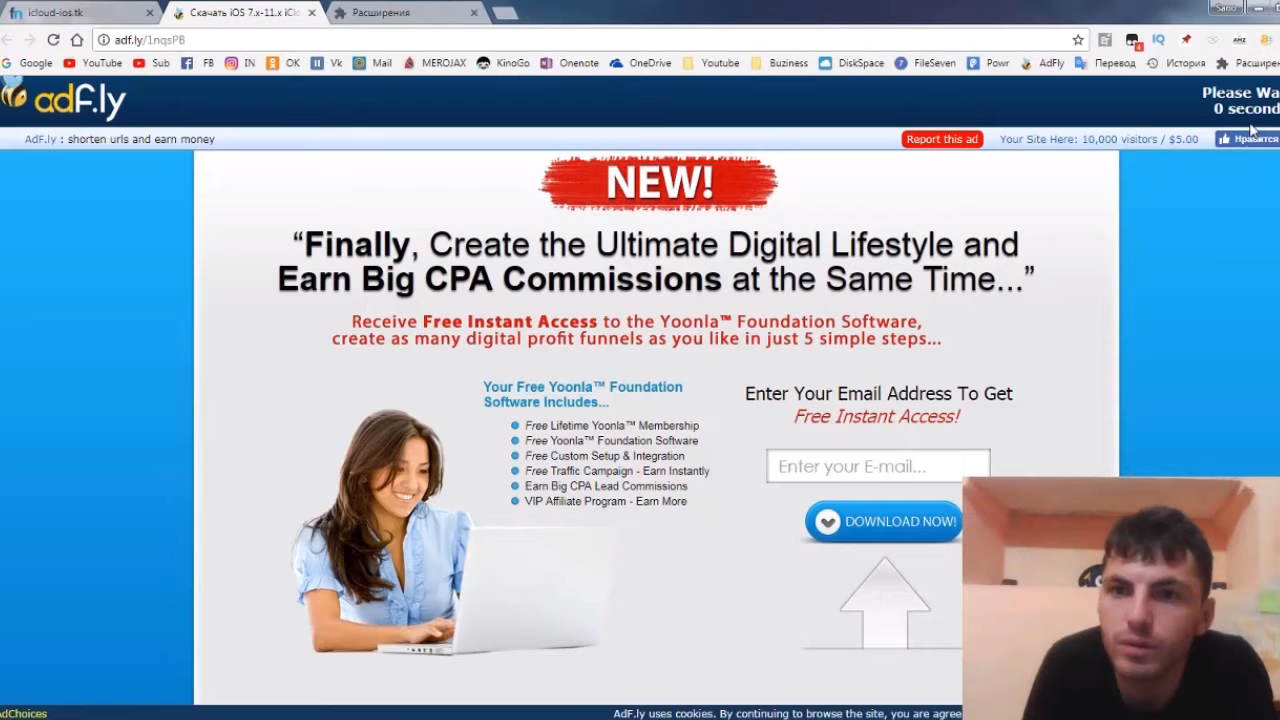 icloud-ios.tk
Скачать iOS 7.x-11.x iClo
Расширения
Sano
adf.ly/1nqsPB
Google YouTube Sub FB IN OK Vk Mail MEROJAX KinoGo Onenote OneDrive Youtube Buziness DiskSpace FileSeven Powr AdFly Перевод История Расширен
adf.ly
Please Wa
0 second
AdF.ly : shorten urls and earn money
Report this ad
Your Site Here: 10,000 visitors / $5.00
Нравится
NEW!
“Finally, Create the Ultimate Digital Lifestyle and
Earn Big CPA Commissions at the Same Time...”
Receive Free Instant Access to the Yoonla™ Foundation Software,
create as many digital profit funnels as you like in just 5 simple steps...
Your Free Yoonla™ Foundation
Software Includes...
Free Lifetime Yoonla™ Membership
Free Yoonla™ Foundation Software
Free Custom Setup & Integration
Free Traffic Campaign - Earn Instantly
Earn Big CPA Lead Commissions
VIP Affiliate Program - Earn More
Enter Your Email Address To Get
Free Instant Access!
Enter your E-mail...
DOWNLOAD NOW!
AdChoices
AdF.ly uses cookies. By continuing to browse the site, you are agree